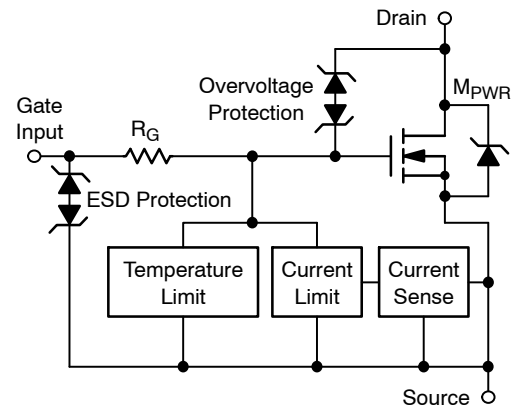 Drain
Overvoltage
Protection
MPWR
Gate
Input
RG
ESD Protection
Temperature
Limit
Current
Limit
Current
Sense
Source